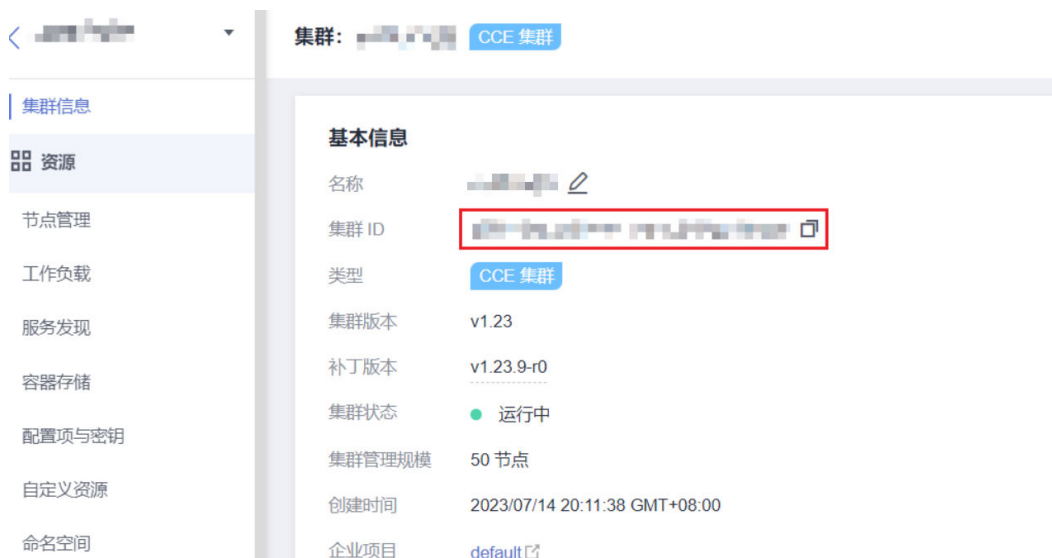 集群信息
资源
节点管理
工作负载
服务发现
容器存储
配置项与密钥
自定义资源
命名空间
集群： CCE 集群
基本信息
名称
集群 ID
类型 CCE 集群
集群版本 v1.23
补丁版本 v1.23.9-r0
集群状态 运行中
集群管理规模 50 节点
创建时间 2023/07/14 20:11:38 GMT+08:00
企业项目 default